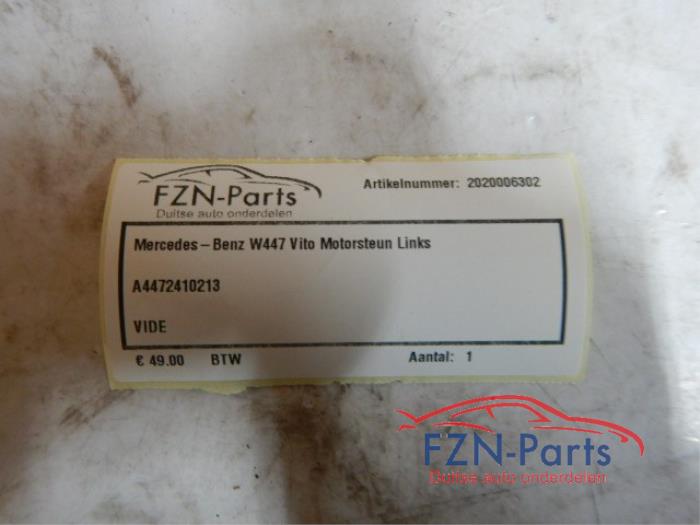 FZN-Parts
Duitse auto onderdelen
Artikelnummer: 2020006302
Mercedes-Benz W447 Vito Motorsteun Links
A4472410213
VIDE
€ 49.00 BTW Aantal: 1
FZN-Parts
Duitse auto onderdelen